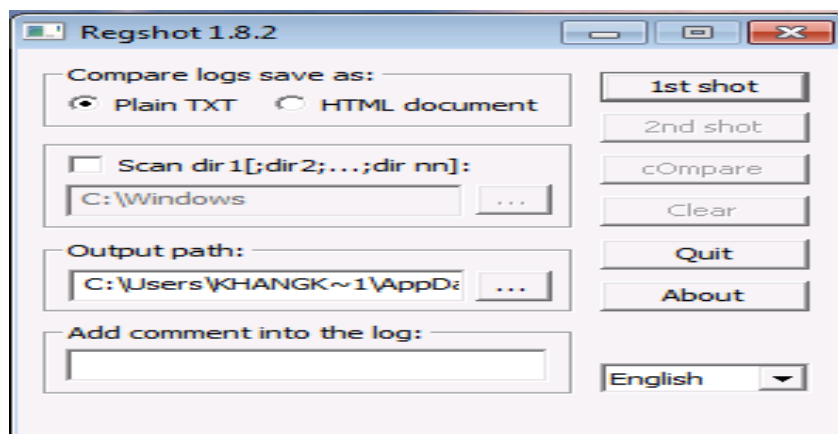 Regshot 1.8.2
Compare logs save as:
Plain TXT HTML document
Scan dir1[;dir2;...;dir nn]:
C:\Windows ...
Output path:
C:\Users\KHANGK~1\AppDa ...
Add comment into the log:
1st shot
2nd shot
cOmpare
Clear
Quit
About
English